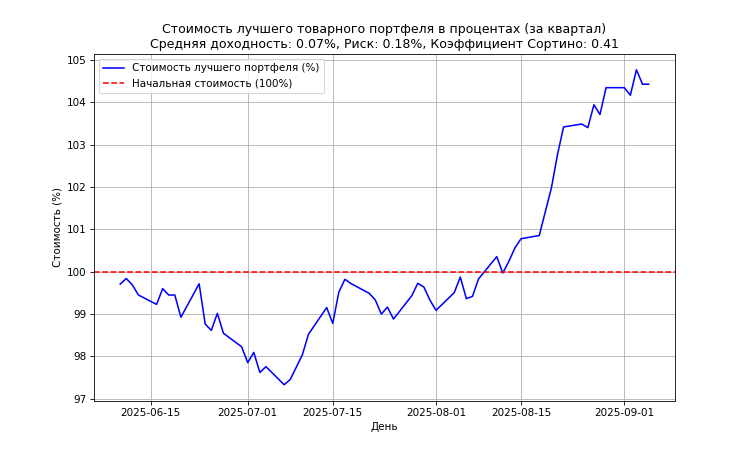 Стоимость лучшего товарного портфеля в процентах (за квартал)
Средняя доходность: 0.07%, Риск: 0.18%, Коэффициент Сортино: 0.41
Стоимость лучшего портфеля (%)
Начальная стоимость (100%)
Стоимость (%)
105
104
103
102
101
100
99
98
97
2025-06-15
2025-07-01
2025-07-15
2025-08-01
2025-08-15
2025-09-01
День